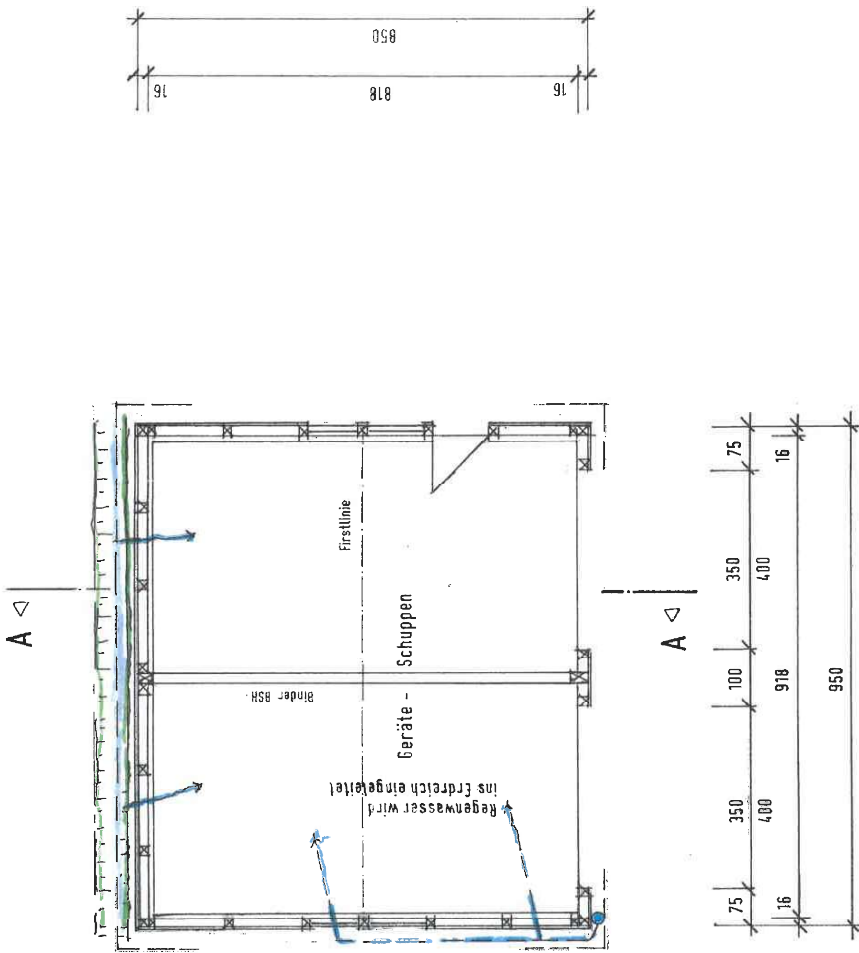 850
16
818
16
A
Firstlinie
Binder BSH
Geräte - Schuppen
Regenwasser wird
ins Erdreich eingeleitet
A
75
350
100
350
75
400
400
16
918
16
950